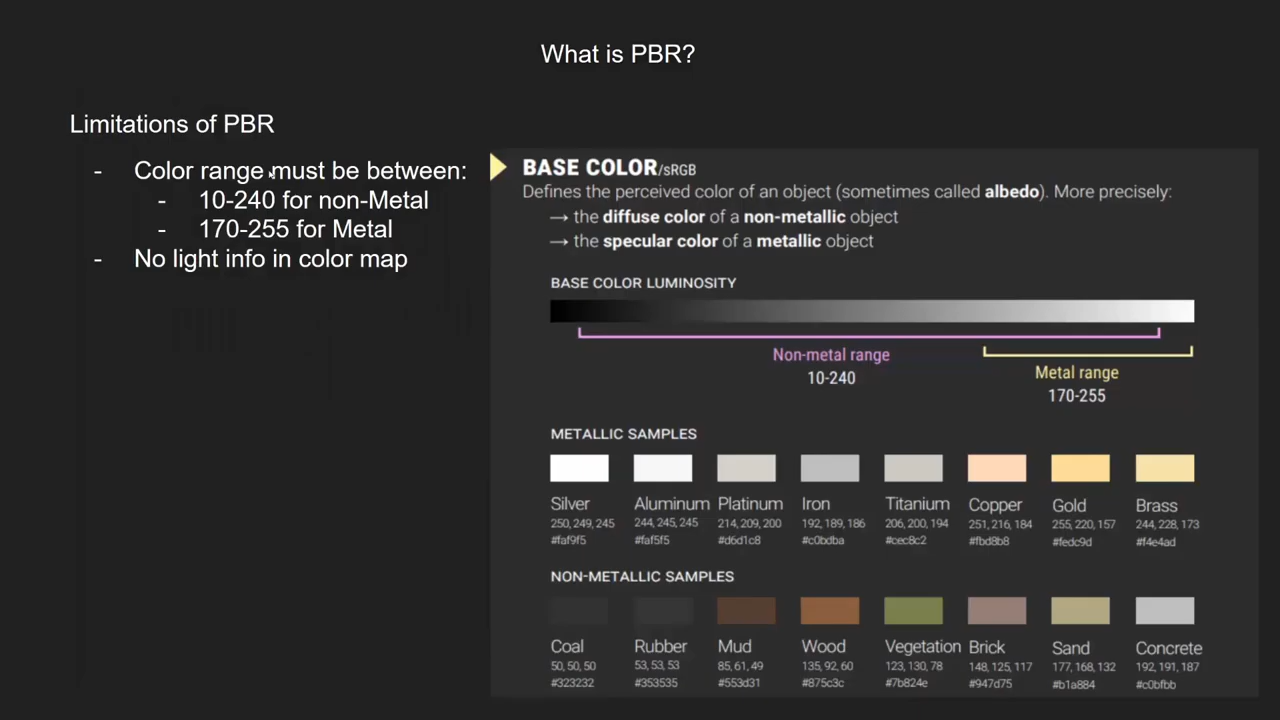 What is PBR?
Limitations of PBR
- Color range must be between:
- 10-240 for non-Metal
- 170-255 for Metal
- No light info in color map
BASE COLOR/sRGB
Defines the perceived color of an object (sometimes called albedo). More precisely:
→ the diffuse color of a non-metallic object
→ the specular color of a metallic object
BASE COLOR LUMINOSITY
Non-metal range
10-240
Metal range
170-255
METALLIC SAMPLES
Silver Aluminum Platinum Iron Titanium Copper Gold Brass
250, 249, 245 244, 245, 245 214, 209, 200 192, 189, 186 206, 200, 194 251, 216, 184 255, 220, 157 244, 228, 173
#faf9f5 #faf5f5 #d6d1c8 #c0bdba #cec8c2 #fbd8b8 #fedc9d #f4e4ad
NON-METALLIC SAMPLES
Coal Rubber Mud Wood Vegetation Brick Sand Concrete
50, 50, 50 53, 53, 53 85, 61, 49 135, 92, 60 123, 130, 78 148, 125, 117 177, 168, 132 192, 191, 187
#323232 #353535 #553d31 #875c3c #7b824e #947d75 #b1a884 #c0bfbb